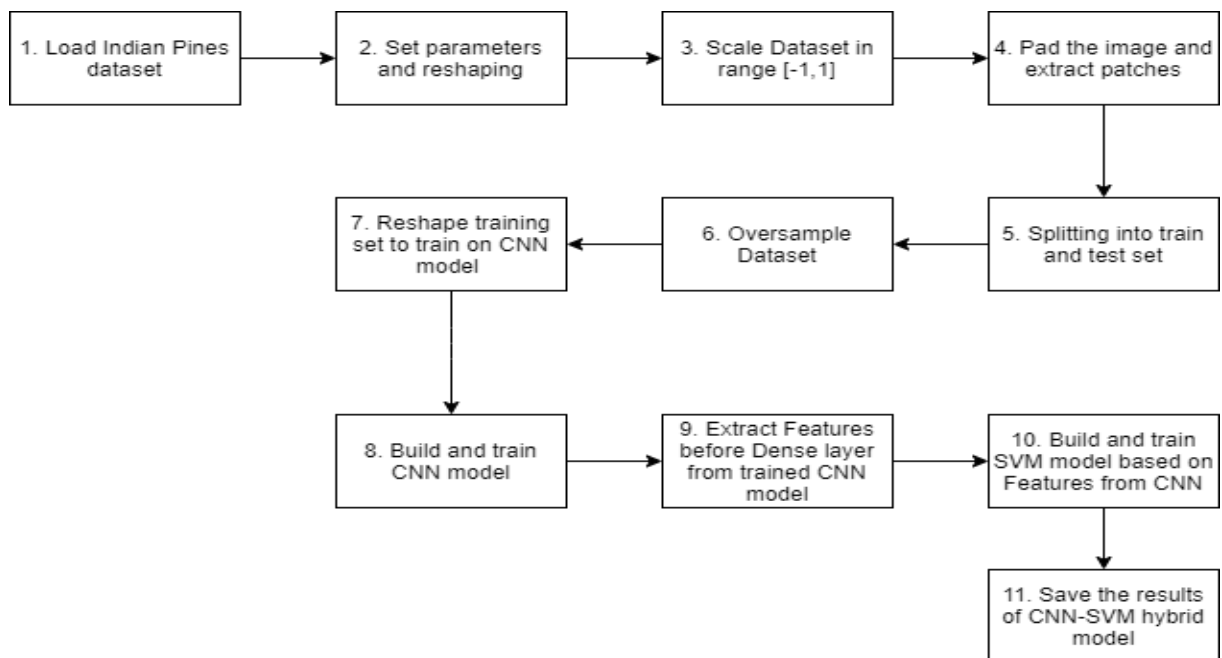 1. Load Indian Pines
dataset
2. Set parameters
and reshaping
3. Scale Dataset in
range [-1,1]
4. Pad the image and
extract patches
5. Splitting into train
and test set
6. Oversample
Dataset
7. Reshape training
set to train on CNN
model
8. Build and train
CNN model
9. Extract Features
before Dense layer
from trained CNN
model
10. Build and train
SVM model based on
Features from CNN
11. Save the results
of CNN-SVM hybrid
model